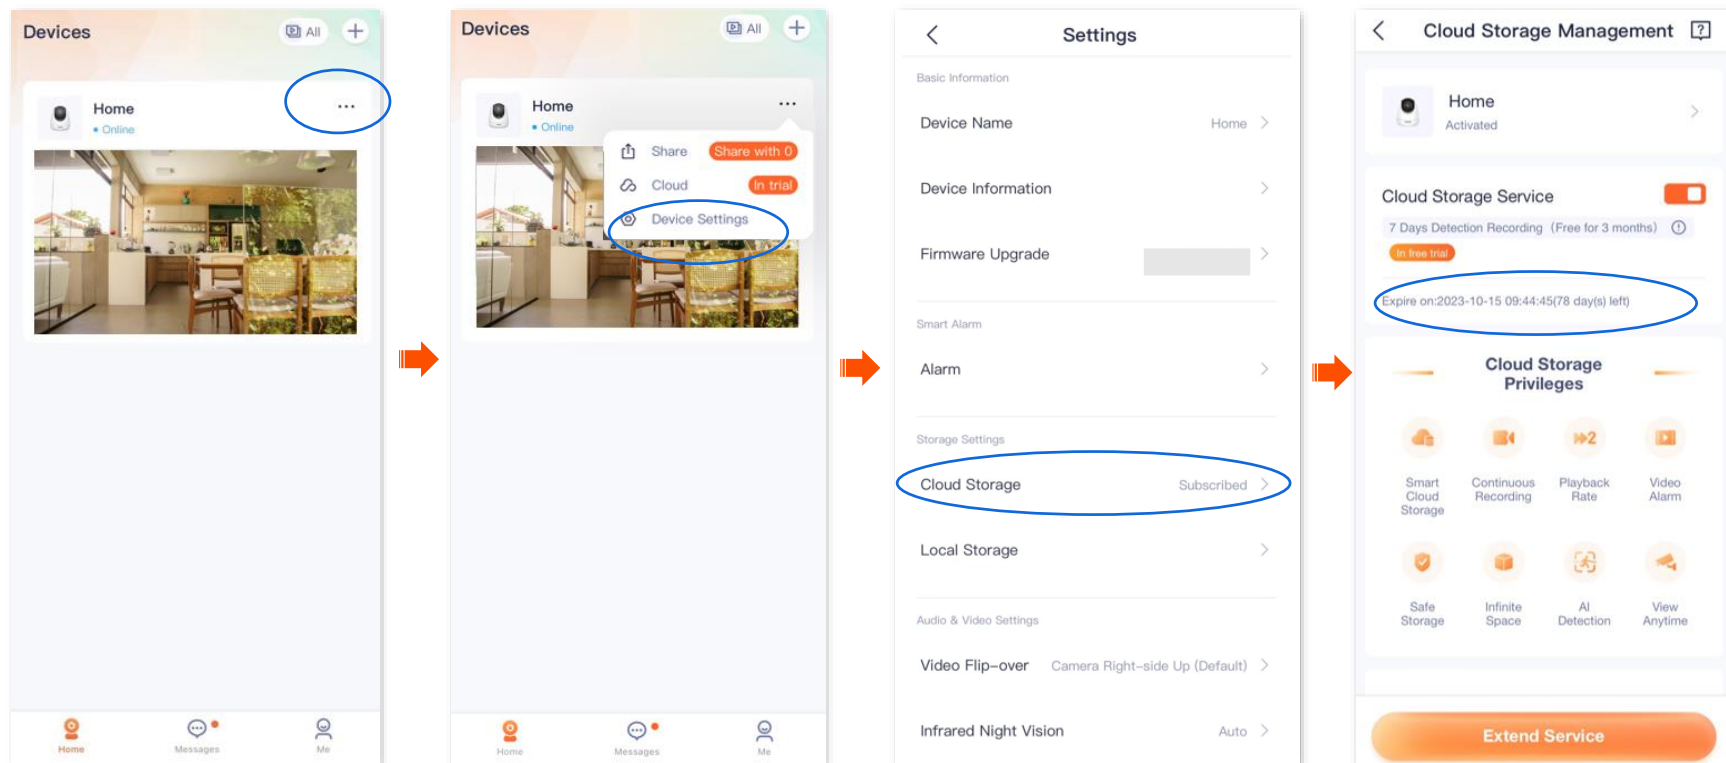 Devices
All
Home
• Online
...
Home
Messages
Me
Devices
All
Home
• Online
...
Share Share with 0
Cloud In trial
Device Settings
Home
Messages
Me
Settings
Basic Information
Device Name Home
Device Information
Firmware Upgrade
Smart Alarm
Alarm
Storage Settings
Cloud Storage Subscribed
Local Storage
Audio & Video Settings
Video Flip-over Camera Right-side Up (Default)
Infrared Night Vision Auto
Cloud Storage Management ?
Home
Activated
Cloud Storage Service
7 Days Detection Recording (Free for 3 months)
In free trial
Expire on:2023-10-15 09:44:45(78 day(s) left)
Cloud Storage
Privileges
2
Smart
Cloud
Storage
Continuous
Recording
Playback
Rate
Video
Alarm
Safe
Storage
Infinite
Space
AI
Detection
View
Anytime
Extend Service